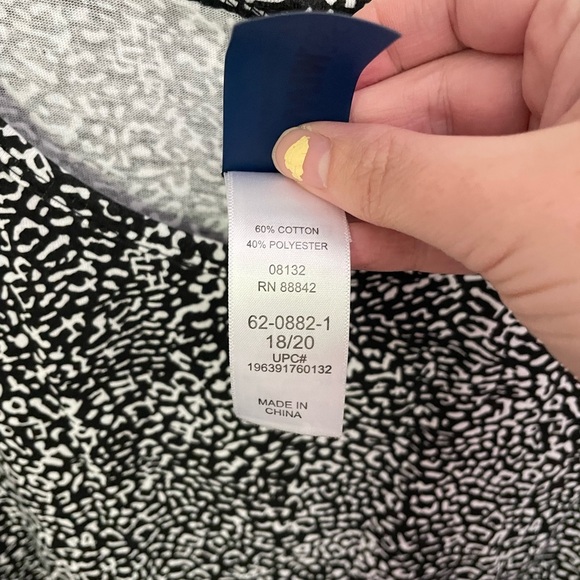 60% COTTON
40% POLYESTER
08132
RN 88842
62-0882-1
18/20
UPC#
196391760132
MADE IN
CHINA